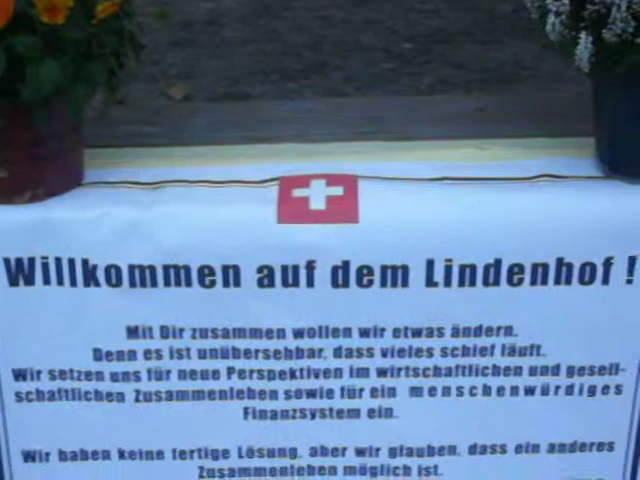 Willkommen auf dem Lindenhof !
Mit Dir zusammen wollen wir etwas ändern.
Denn es ist unübersehbar, dass vieles schief läuft.
Wir setzen uns für neue Perspektiven im wirtschaftlichen und gesell-
schaftlichen Zusammenleben sowie für ein menschenwürdiges
Finanzsystem ein.
Wir haben keine fertige Lösung, aber wir glauben, dass ein anderes
Zusammenleben möglich ist.